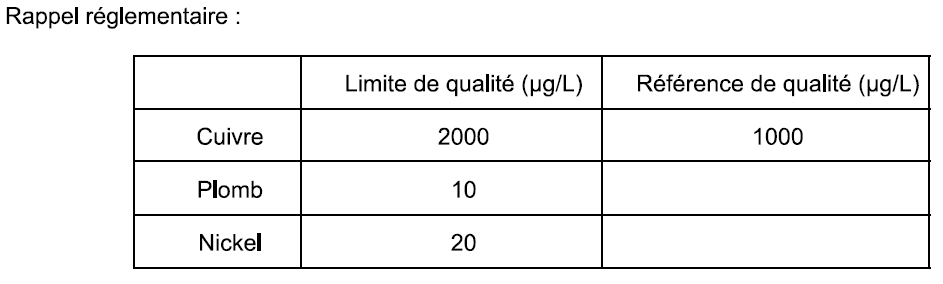 Rappel réglementaire :
Limite de qualité (µg/L) Référence de qualité (µg/L)
Cuivre 2000 1000
Plomb 10
Nickel 20